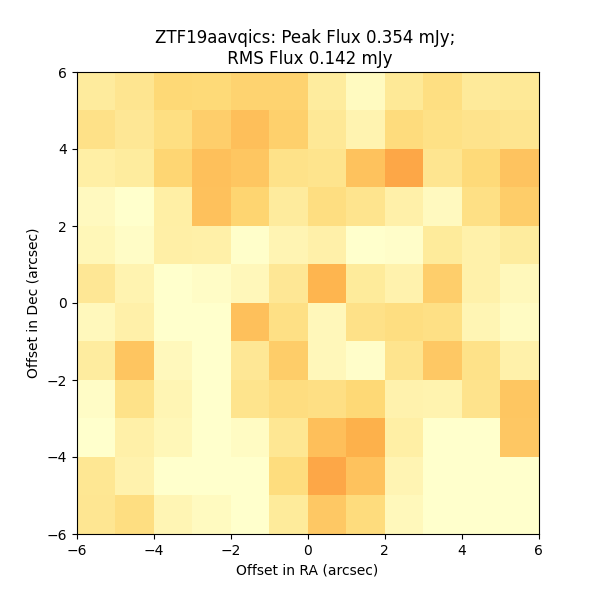 ZTF19aavqics: Peak Flux 0.354 mJy;
RMS Flux 0.142 mJy
6
4
2
0
−2
−4
−6
Offset in Dec (arcsec)
−6 −4 −2 0 2 4 6
Offset in RA (arcsec)